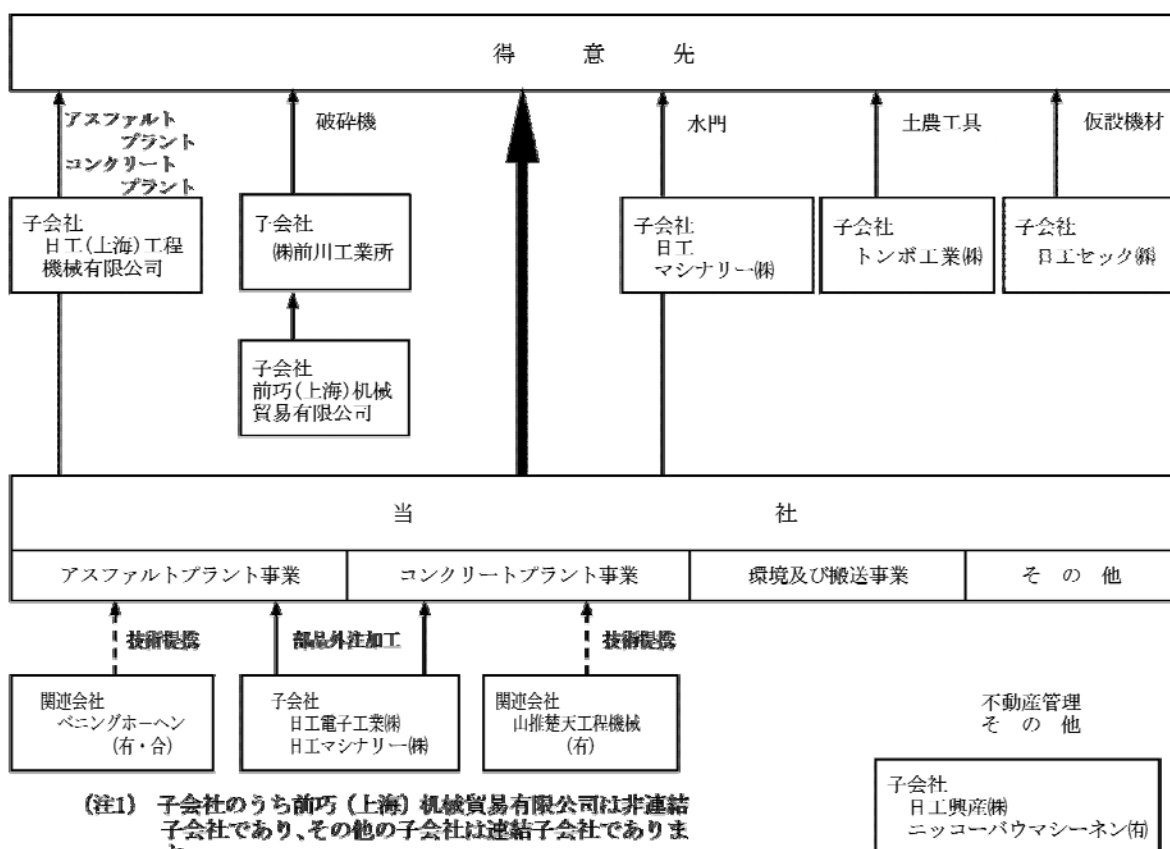 得意先
アスファルト
プラント
コンクリート
プラント
破砕機
水門
土農工具
仮設機材
子会社
日工(上海)工程
機械有限公司
子会社
㈱前川工業所
子会社
日工
マシナリー㈱
子会社
トンボ工業㈱
子会社
日工セック㈱
子会社
前巧(上海)机械
貿易有限公司
当社
アスファルトプラント事業
コンクリートプラント事業
環境及び搬送事業
その他
技術提携
部品外注加工
技術提携
関連会社
ベニングホーヘン
(有・合)
子会社
日工電子工業㈱
日工マシナリー㈱
関連会社
山推楚天工程機械
(有)
不動産管理
その他
子会社
日工興産㈱
ニッコーバウマシーネン㈲
(注1) 子会社のうち前巧(上海)机械貿易有限公司は非連結
子会社であり、その他の子会社は連結子会社でありま